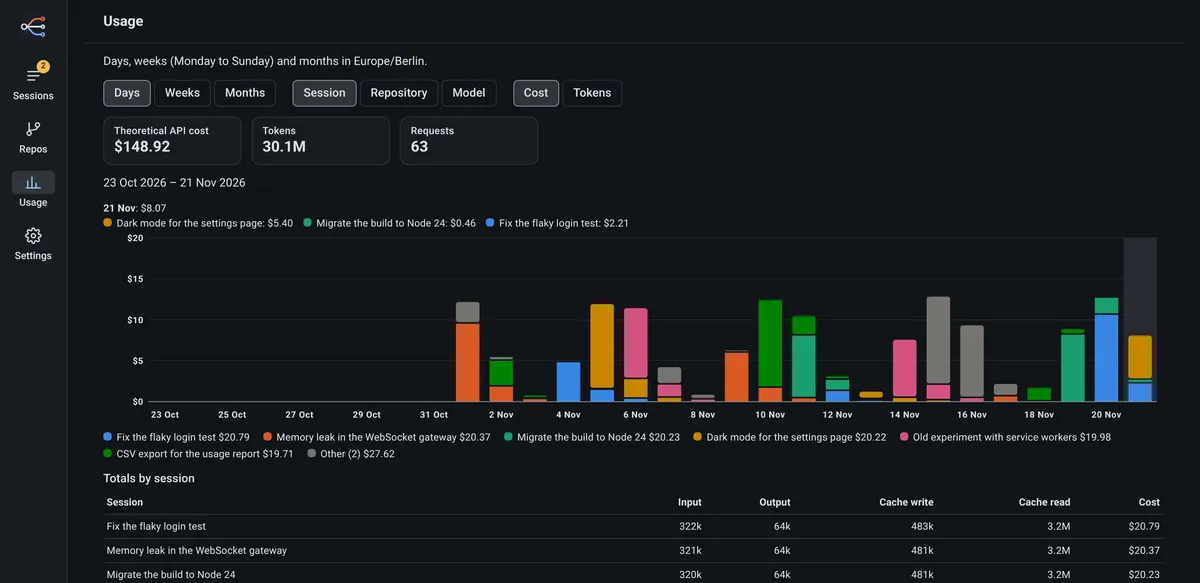 Usage
2
Sessions
Repos
Usage
Settings
Days, weeks (Monday to Sunday) and months in Europe/Berlin.
Days Weeks Months Session Repository Model Cost Tokens
Theoretical API cost Tokens Requests
$148.92 30.1M 63
23 Oct 2026 – 21 Nov 2026
21 Nov: $8.07
Dark mode for the settings page: $5.40 Migrate the build to Node 24: $0.46 Fix the flaky login test: $2.21
$20
$15
$10
$5
$0
23 Oct 25 Oct 27 Oct 29 Oct 31 Oct 2 Nov 4 Nov 6 Nov 8 Nov 10 Nov 12 Nov 14 Nov 16 Nov 18 Nov 20 Nov
Fix the flaky login test $20.79 Memory leak in the WebSocket gateway $20.37 Migrate the build to Node 24 $20.23 Dark mode for the settings page $20.22 Old experiment with service workers $19.98
CSV export for the usage report $19.71 Other (2) $27.62
Totals by session
Session Input Output Cache write Cache read Cost
Fix the flaky login test 322k 64k 483k 3.2M $20.79
Memory leak in the WebSocket gateway 321k 64k 481k 3.2M $20.37
Migrate the build to Node 24 320k 64k 481k 3.2M $20.23